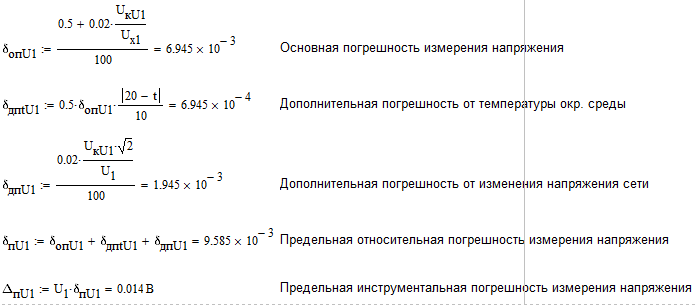 δопU1 := (0.5 + 0.02·UкU1/Ux1)/100 = 6.945 × 10^-3 Основная погрешность измерения напряжения
δдпtU1 := 0.5·δопU1·|20 − t|/10 = 6.945 × 10^-4 Дополнительная погрешность от температуры окр. среды
δдпU1 := (0.02·UкU1·√2/U1)/100 = 1.945 × 10^-3 Дополнительная погрешность от изменения напряжения сети
δпU1 := δопU1 + δдпtU1 + δдпU1 = 9.585 × 10^-3 Предельная относительная погрешность измерения напряжения
ΔпU1 := U1·δпU1 = 0.014 В Предельная инструментальная погрешность измерения напряжения